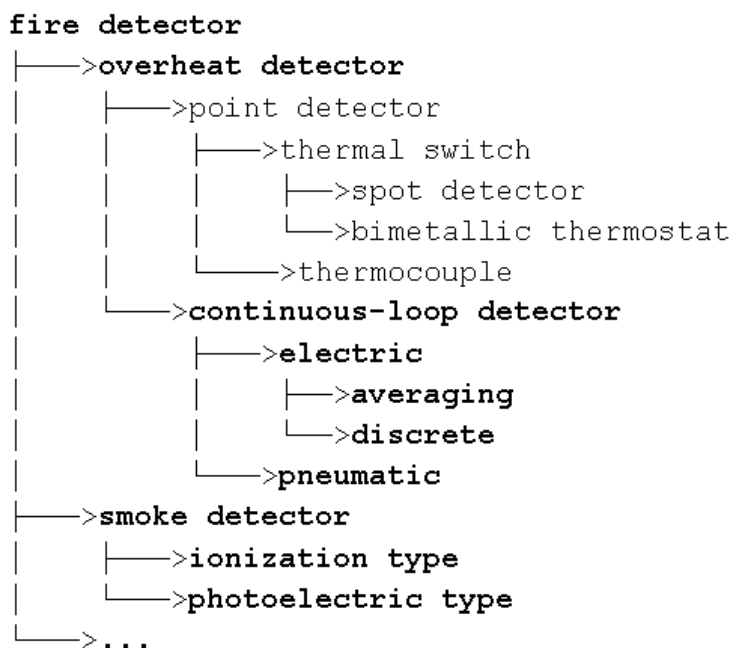 fire detector
├──>overheat detector
│ ├──>point detector
│ │ ├──>thermal switch
│ │ │ ├──>spot detector
│ │ │ └──>bimetallic thermostat
│ │ └──>thermocouple
│ └──>continuous-loop detector
│ ├──>electric
│ │ ├──>averaging
│ │ └──>discrete
│ └──>pneumatic
├──>smoke detector
│ ├──>ionization type
│ └──>photoelectric type
└──>...